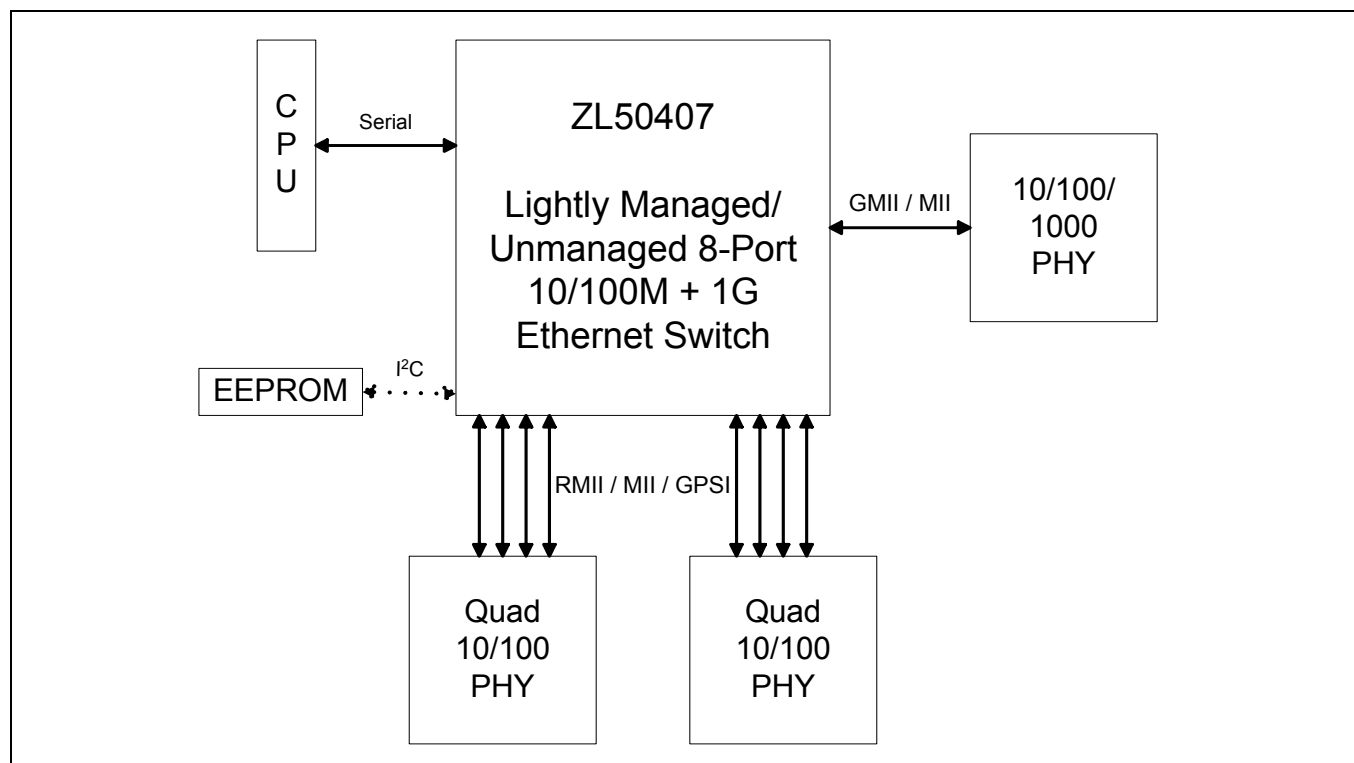 C
P
U
Serial
ZL50407
Lightly Managed/
Unmanaged 8-Port
10/100M + 1G
Ethernet Switch
GMII / MII
10/100/
1000
PHY
EEPROM
I²C
RMII / MII / GPSI
Quad
10/100
PHY
Quad
10/100
PHY